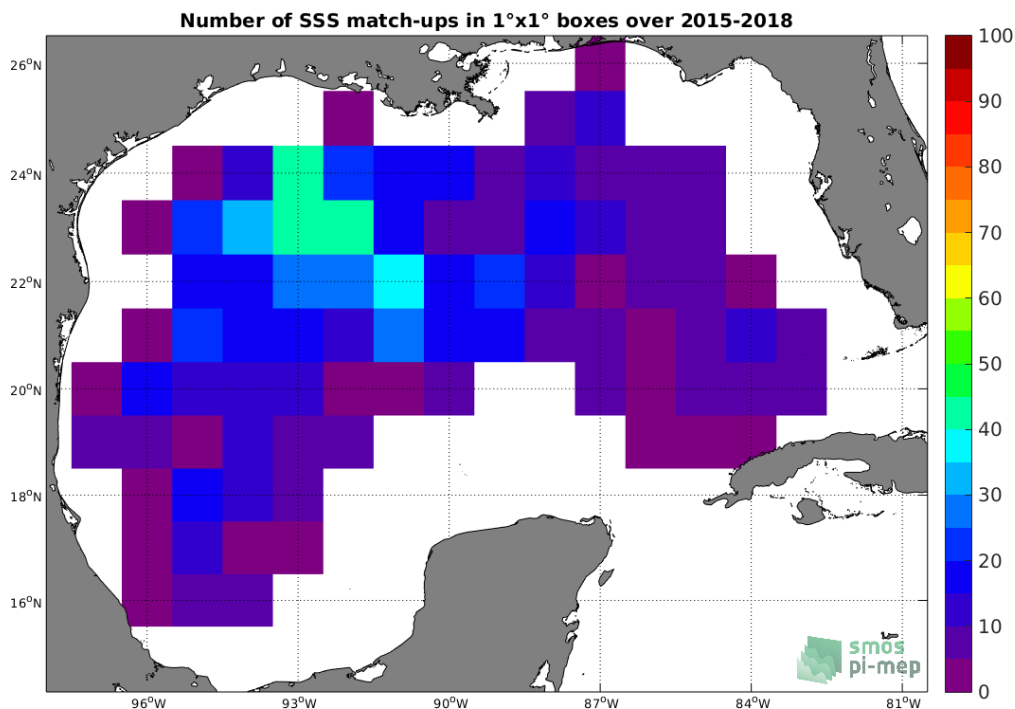 Number of SSS match-ups in 1°x1° boxes over 2015-2018
26°N
24°N
22°N
20°N
18°N
16°N
96°W
93°W
90°W
87°W
84°W
81°W
100
90
80
70
60
50
40
30
20
10
0
smos
pi-mep